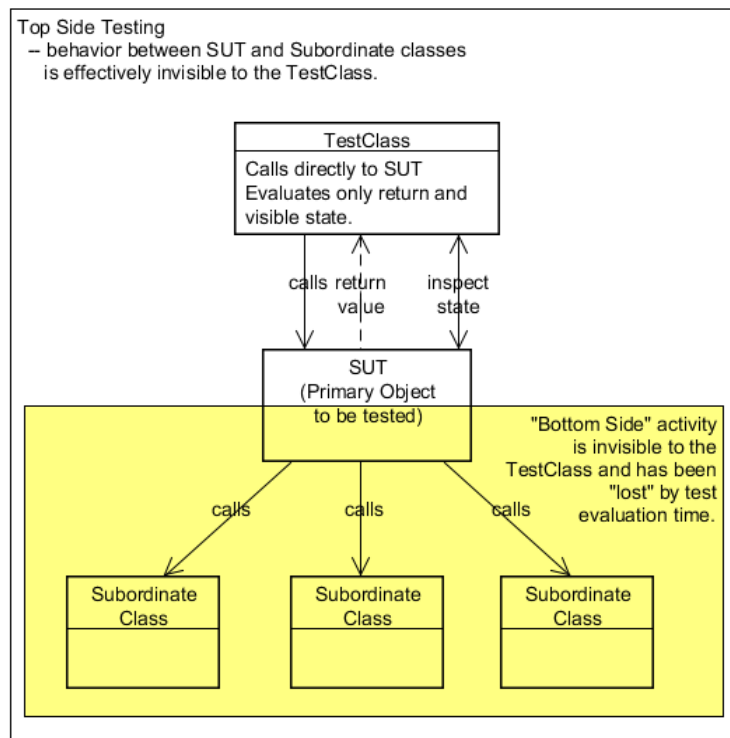 Top Side Testing
-- behavior between SUT and Subordinate classes
is effectively invisible to the TestClass.
TestClass
Calls directly to SUT
Evaluates only return and
visible state.
calls
return
value
inspect
state
SUT
(Primary Object
to be tested)
"Bottom Side" activity
is invisible to the
TestClass and has been
"lost" by test
evaluation time.
calls
calls
calls
Subordinate
Class
Subordinate
Class
Subordinate
Class